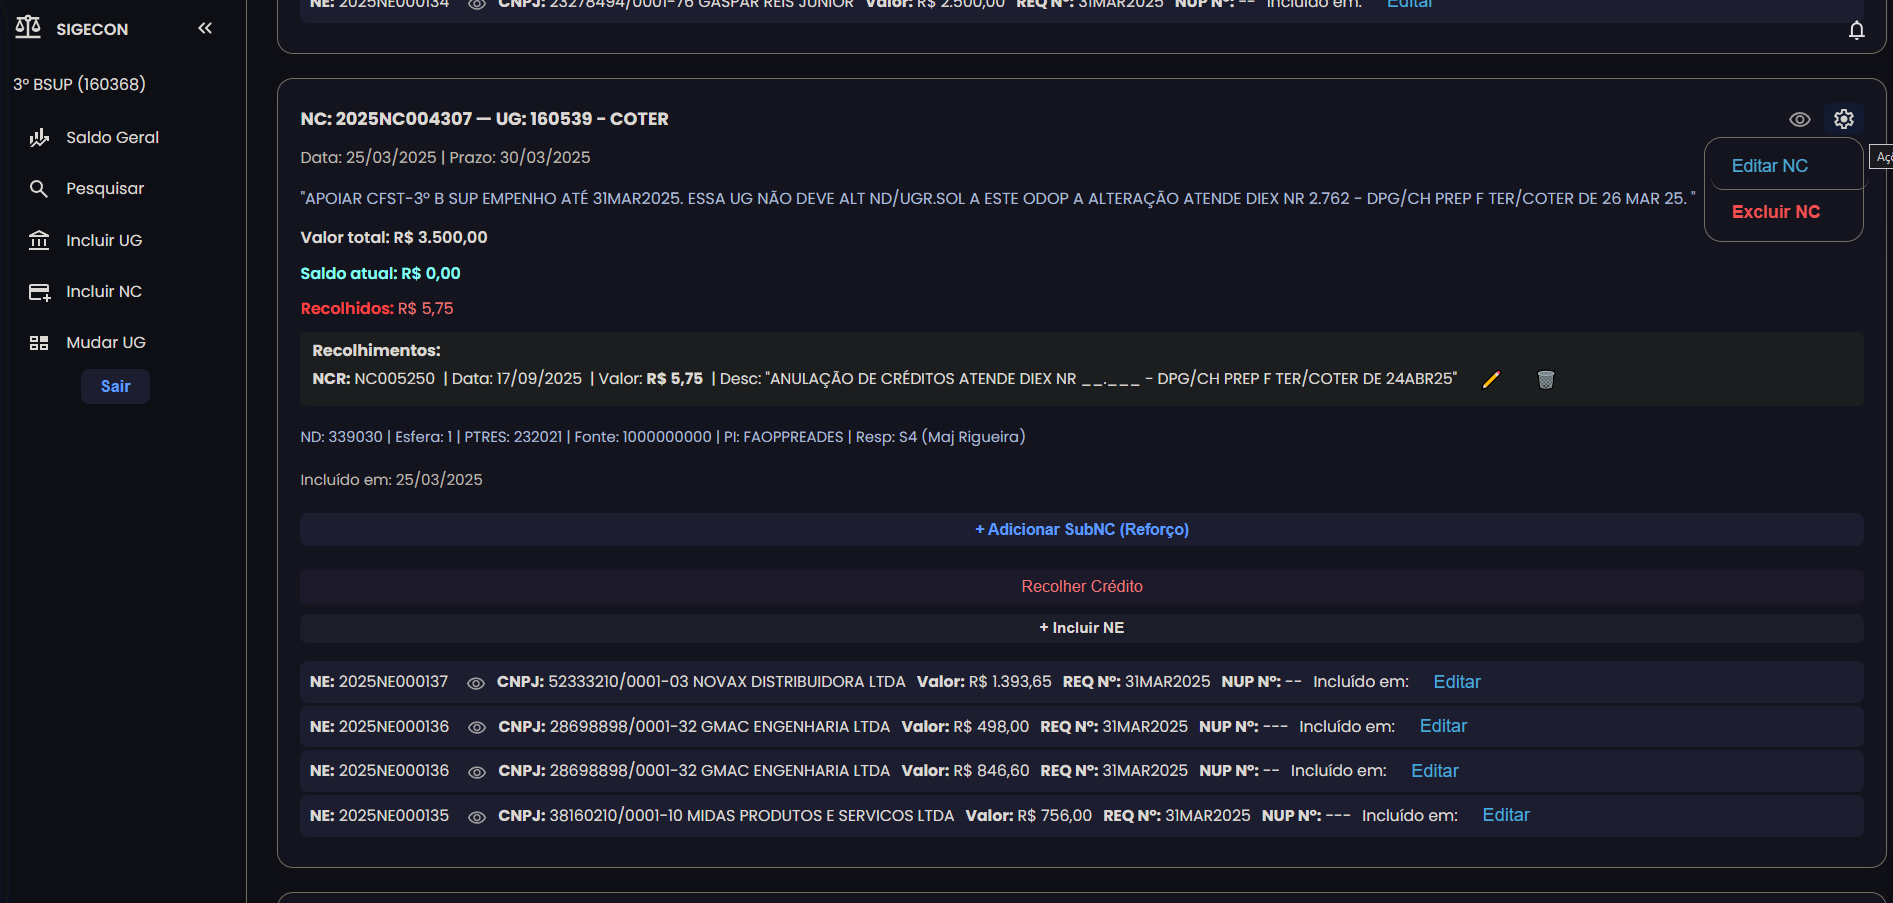 SIGECON
3º BSUP (160368)
Saldo Geral
Pesquisar
Incluir UG
Incluir NC
Mudar UG
Sair
NE: 2025NE000134 CNPJ: 23278494/0001-76 GASPAR REIS JUNIOR Valor: R$ 2.500,00 REQ Nº: 31MAR2025 NUP Nº: -- Incluído em: Editar
NC: 2025NC004307 — UG: 160539 - COTER
Data: 25/03/2025 | Prazo: 30/03/2025
Editar NC
Excluir NC
"APOIAR CFST-3º B SUP EMPENHO ATÉ 31MAR2025. ESSA UG NÃO DEVE ALT ND/UGR.SOL A ESTE ODOP A ALTERAÇÃO ATENDE DIEX NR 2.762 - DPG/CH PREP F TER/COTER DE 26 MAR 25. "
Valor total: R$ 3.500,00
Saldo atual: R$ 0,00
Recolhidos: R$ 5,75
Recolhimentos:
NCR: NC005250 | Data: 17/09/2025 | Valor: R$ 5,75 | Desc: "ANULAÇÃO DE CRÉDITOS ATENDE DIEX NR __.___ - DPG/CH PREP F TER/COTER DE 24ABR25"
ND: 339030 | Esfera: 1 | PTRES: 232021 | Fonte: 1000000000 | PI: FAOPPREADES | Resp: S4 (Maj Rigueira)
Incluído em: 25/03/2025
+ Adicionar SubNC (Reforço)
Recolher Crédito
+ Incluir NE
NE: 2025NE000137 CNPJ: 52333210/0001-03 NOVAX DISTRIBUIDORA LTDA Valor: R$ 1.393,65 REQ Nº: 31MAR2025 NUP Nº: -- Incluído em: Editar
NE: 2025NE000136 CNPJ: 28698898/0001-32 GMAC ENGENHARIA LTDA Valor: R$ 498,00 REQ Nº: 31MAR2025 NUP Nº: --- Incluído em: Editar
NE: 2025NE000136 CNPJ: 28698898/0001-32 GMAC ENGENHARIA LTDA Valor: R$ 846,60 REQ Nº: 31MAR2025 NUP Nº: -- Incluído em: Editar
NE: 2025NE000135 CNPJ: 38160210/0001-10 MIDAS PRODUTOS E SERVICOS LTDA Valor: R$ 756,00 REQ Nº: 31MAR2025 NUP Nº: --- Incluído em: Editar